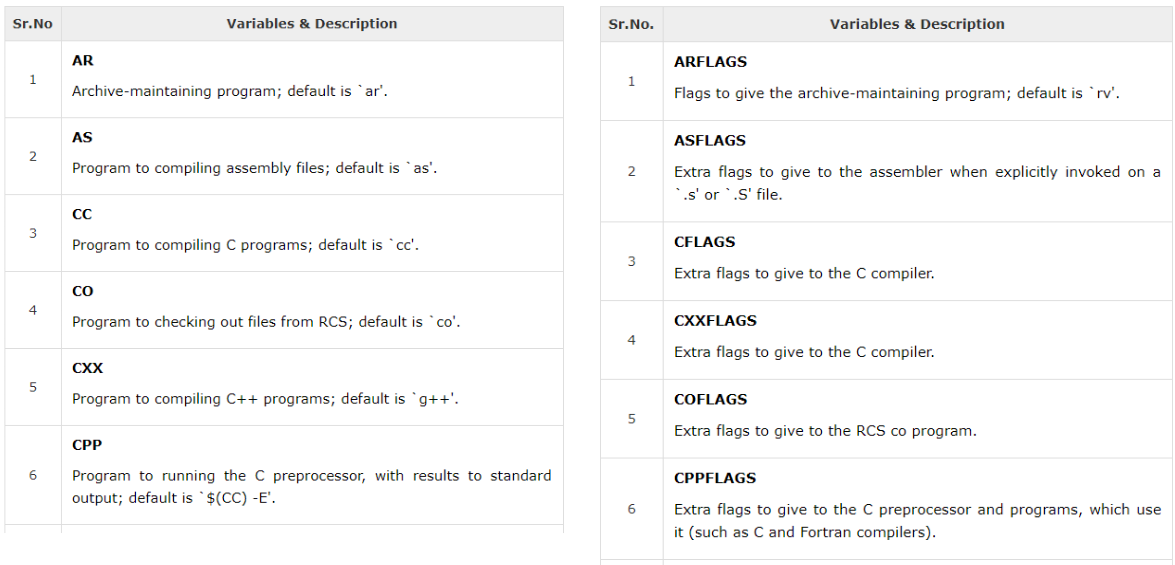 Sr.No Variables & Description
1
AR
Archive-maintaining program; default is `ar'.
2
AS
Program to compiling assembly files; default is `as'.
3
CC
Program to compiling C programs; default is `cc'.
4
CO
Program to checking out files from RCS; default is `co'.
5
CXX
Program to compiling C++ programs; default is `g++'.
6
CPP
Program to running the C preprocessor, with results to standard
output; default is `$(CC) -E'.
Sr.No. Variables & Description
1
ARFLAGS
Flags to give the archive-maintaining program; default is `rv'.
2
ASFLAGS
Extra flags to give to the assembler when explicitly invoked on a
`.s' or `.S' file.
3
CFLAGS
Extra flags to give to the C compiler.
4
CXXFLAGS
Extra flags to give to the C compiler.
5
COFLAGS
Extra flags to give to the RCS co program.
6
CPPFLAGS
Extra flags to give to the C preprocessor and programs, which use
it (such as C and Fortran compilers).